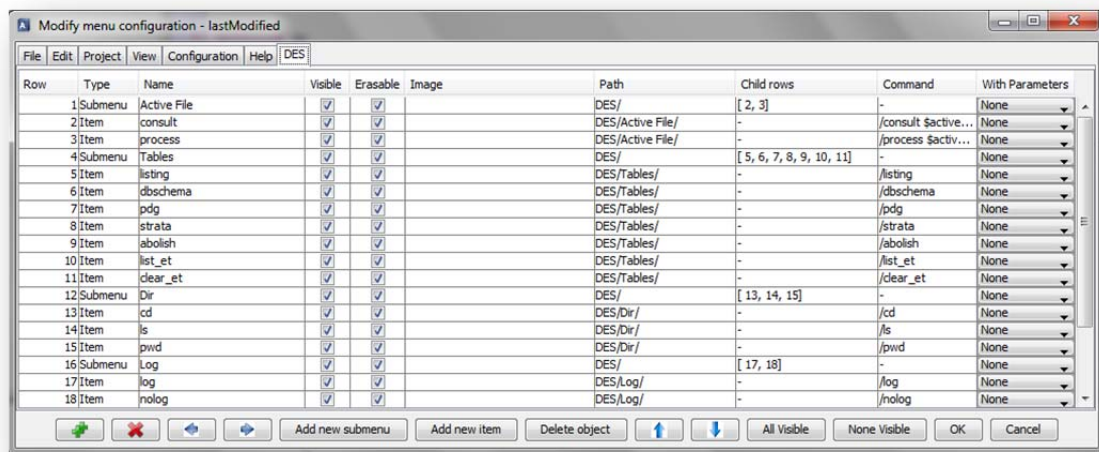 Modify menu configuration - lastModified
File Edit Project View Configuration Help DES
Row Type Name Visible Erasable Image Path Child rows Command With Parameters
1 Submenu Active File DES/ [ 2, 3] - None
2 Item consult DES/Active File/ - /consult $active... None
3 Item process DES/Active File/ - /process $activ... None
4 Submenu Tables DES/ [ 5, 6, 7, 8, 9, 10, 11] - None
5 Item listing DES/Tables/ - /listing None
6 Item dbschema DES/Tables/ - /dbschema None
7 Item pdg DES/Tables/ - /pdg None
8 Item strata DES/Tables/ - /strata None
9 Item abolish DES/Tables/ - /abolish None
10 Item list_et DES/Tables/ - /list_et None
11 Item clear_et DES/Tables/ - /clear_et None
12 Submenu Dir DES/ [ 13, 14, 15] - None
13 Item cd DES/Dir/ - /cd None
14 Item ls DES/Dir/ - /ls None
15 Item pwd DES/Dir/ - /pwd None
16 Submenu Log DES/ [ 17, 18] - None
17 Item log DES/Log/ - /log None
18 Item nolog DES/Log/ - /nolog None
Add new submenu Add new item Delete object All Visible None Visible OK Cancel